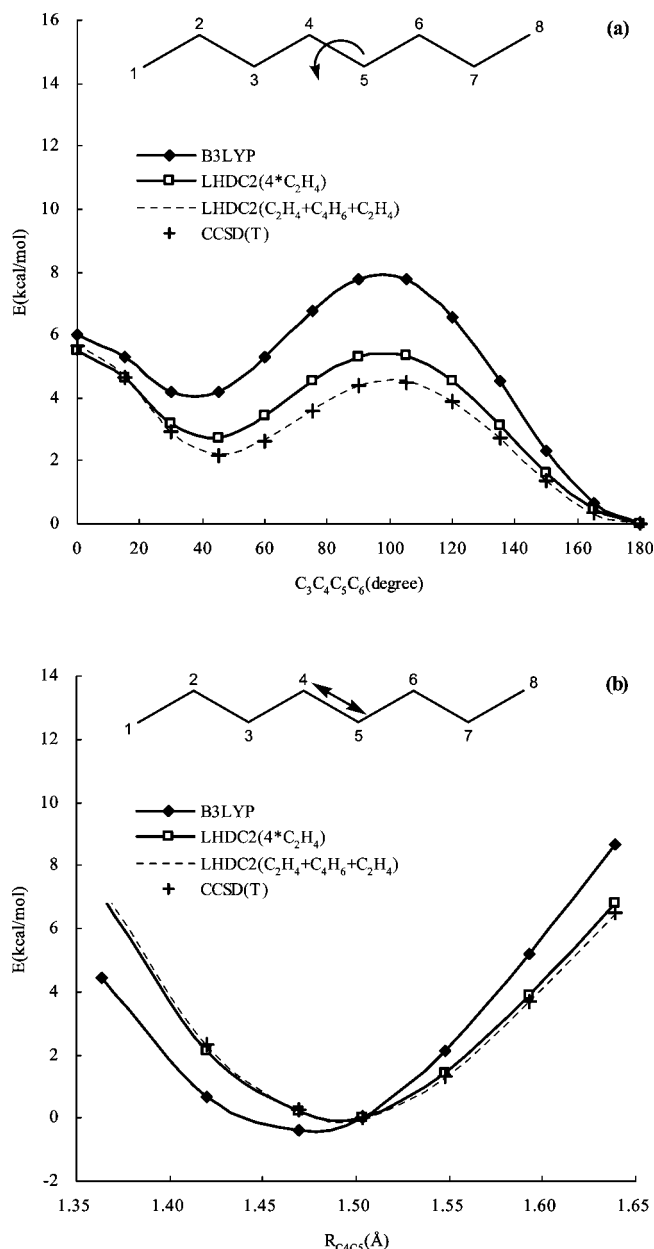 16
14
12
10
8
6
4
2
0
E(kcal/mol)
2 4 6 8 (a)
1 3 5 7
B3LYP
LHDC2(4*C₂H₄)
LHDC2(C₂H₄+C₄H₆+C₂H₄)
CCSD(T)
0 20 40 60 80 100 120 140 160 180
C₃C₄C₅C₆(degree)
14
12
10
8
6
4
2
0
-2
E(kcal/mol)
2 4 6 8 (b)
1 3 5 7
B3LYP
LHDC2(4*C₂H₄)
LHDC2(C₂H₄+C₄H₆+C₂H₄)
CCSD(T)
1.35 1.40 1.45 1.50 1.55 1.60 1.65
R_C4C5(Å)